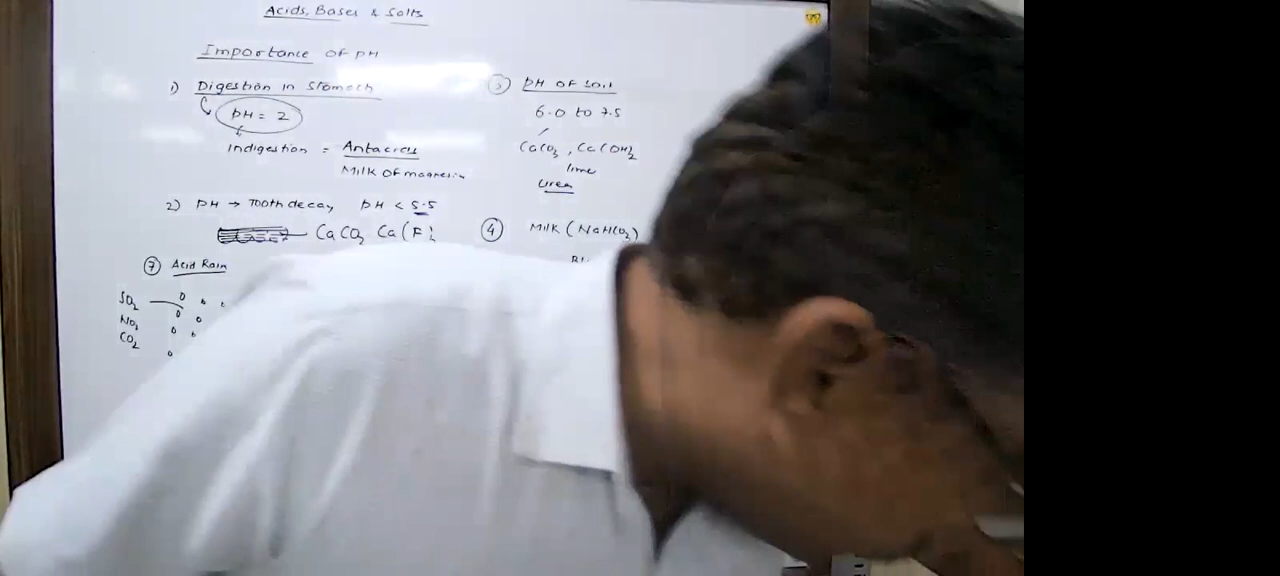 Acids, Bases & Salts
Importance of pH
1) Digestion in stomach
pH = 2
Indigestion = Antacids
Milk of magnesia
2) PH → Tooth decay PH < 5.5
CaCO3 Ca(F)2
7 Acid Rain
SO2
NO2
CO2
3 PH OF SOIL
6.0 to 7.5
CaCO3, Ca(OH)2
lime
Urea
4 Milk (NaHCO3)